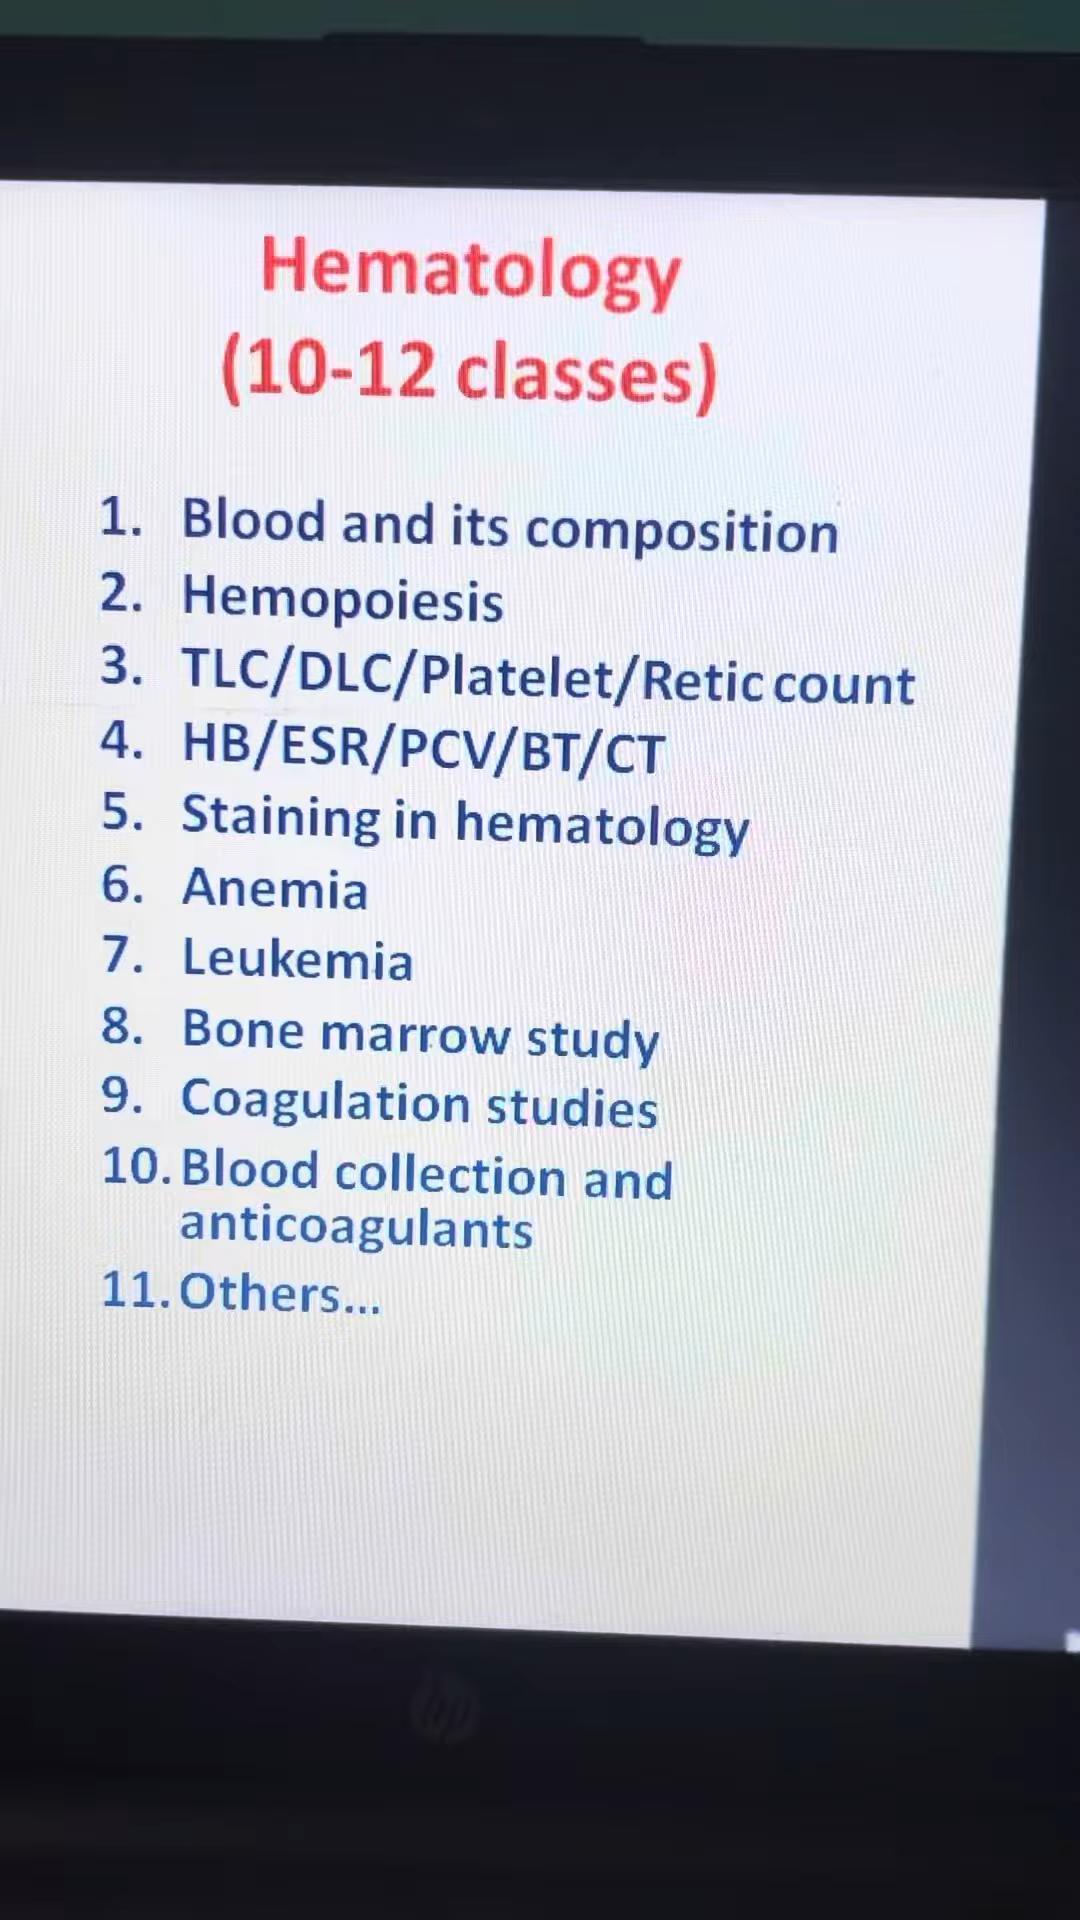 Hematology
(10-12 classes)
1. Blood and its composition
2. Hemopoiesis
3. TLC/DLC/Platelet/Retic count
4. HB/ESR/PCV/BT/CT
5. Staining in hematology
6. Anemia
7. Leukemia
8. Bone marrow study
9. Coagulation studies
10. Blood collection and
anticoagulants
11. Others...
hp